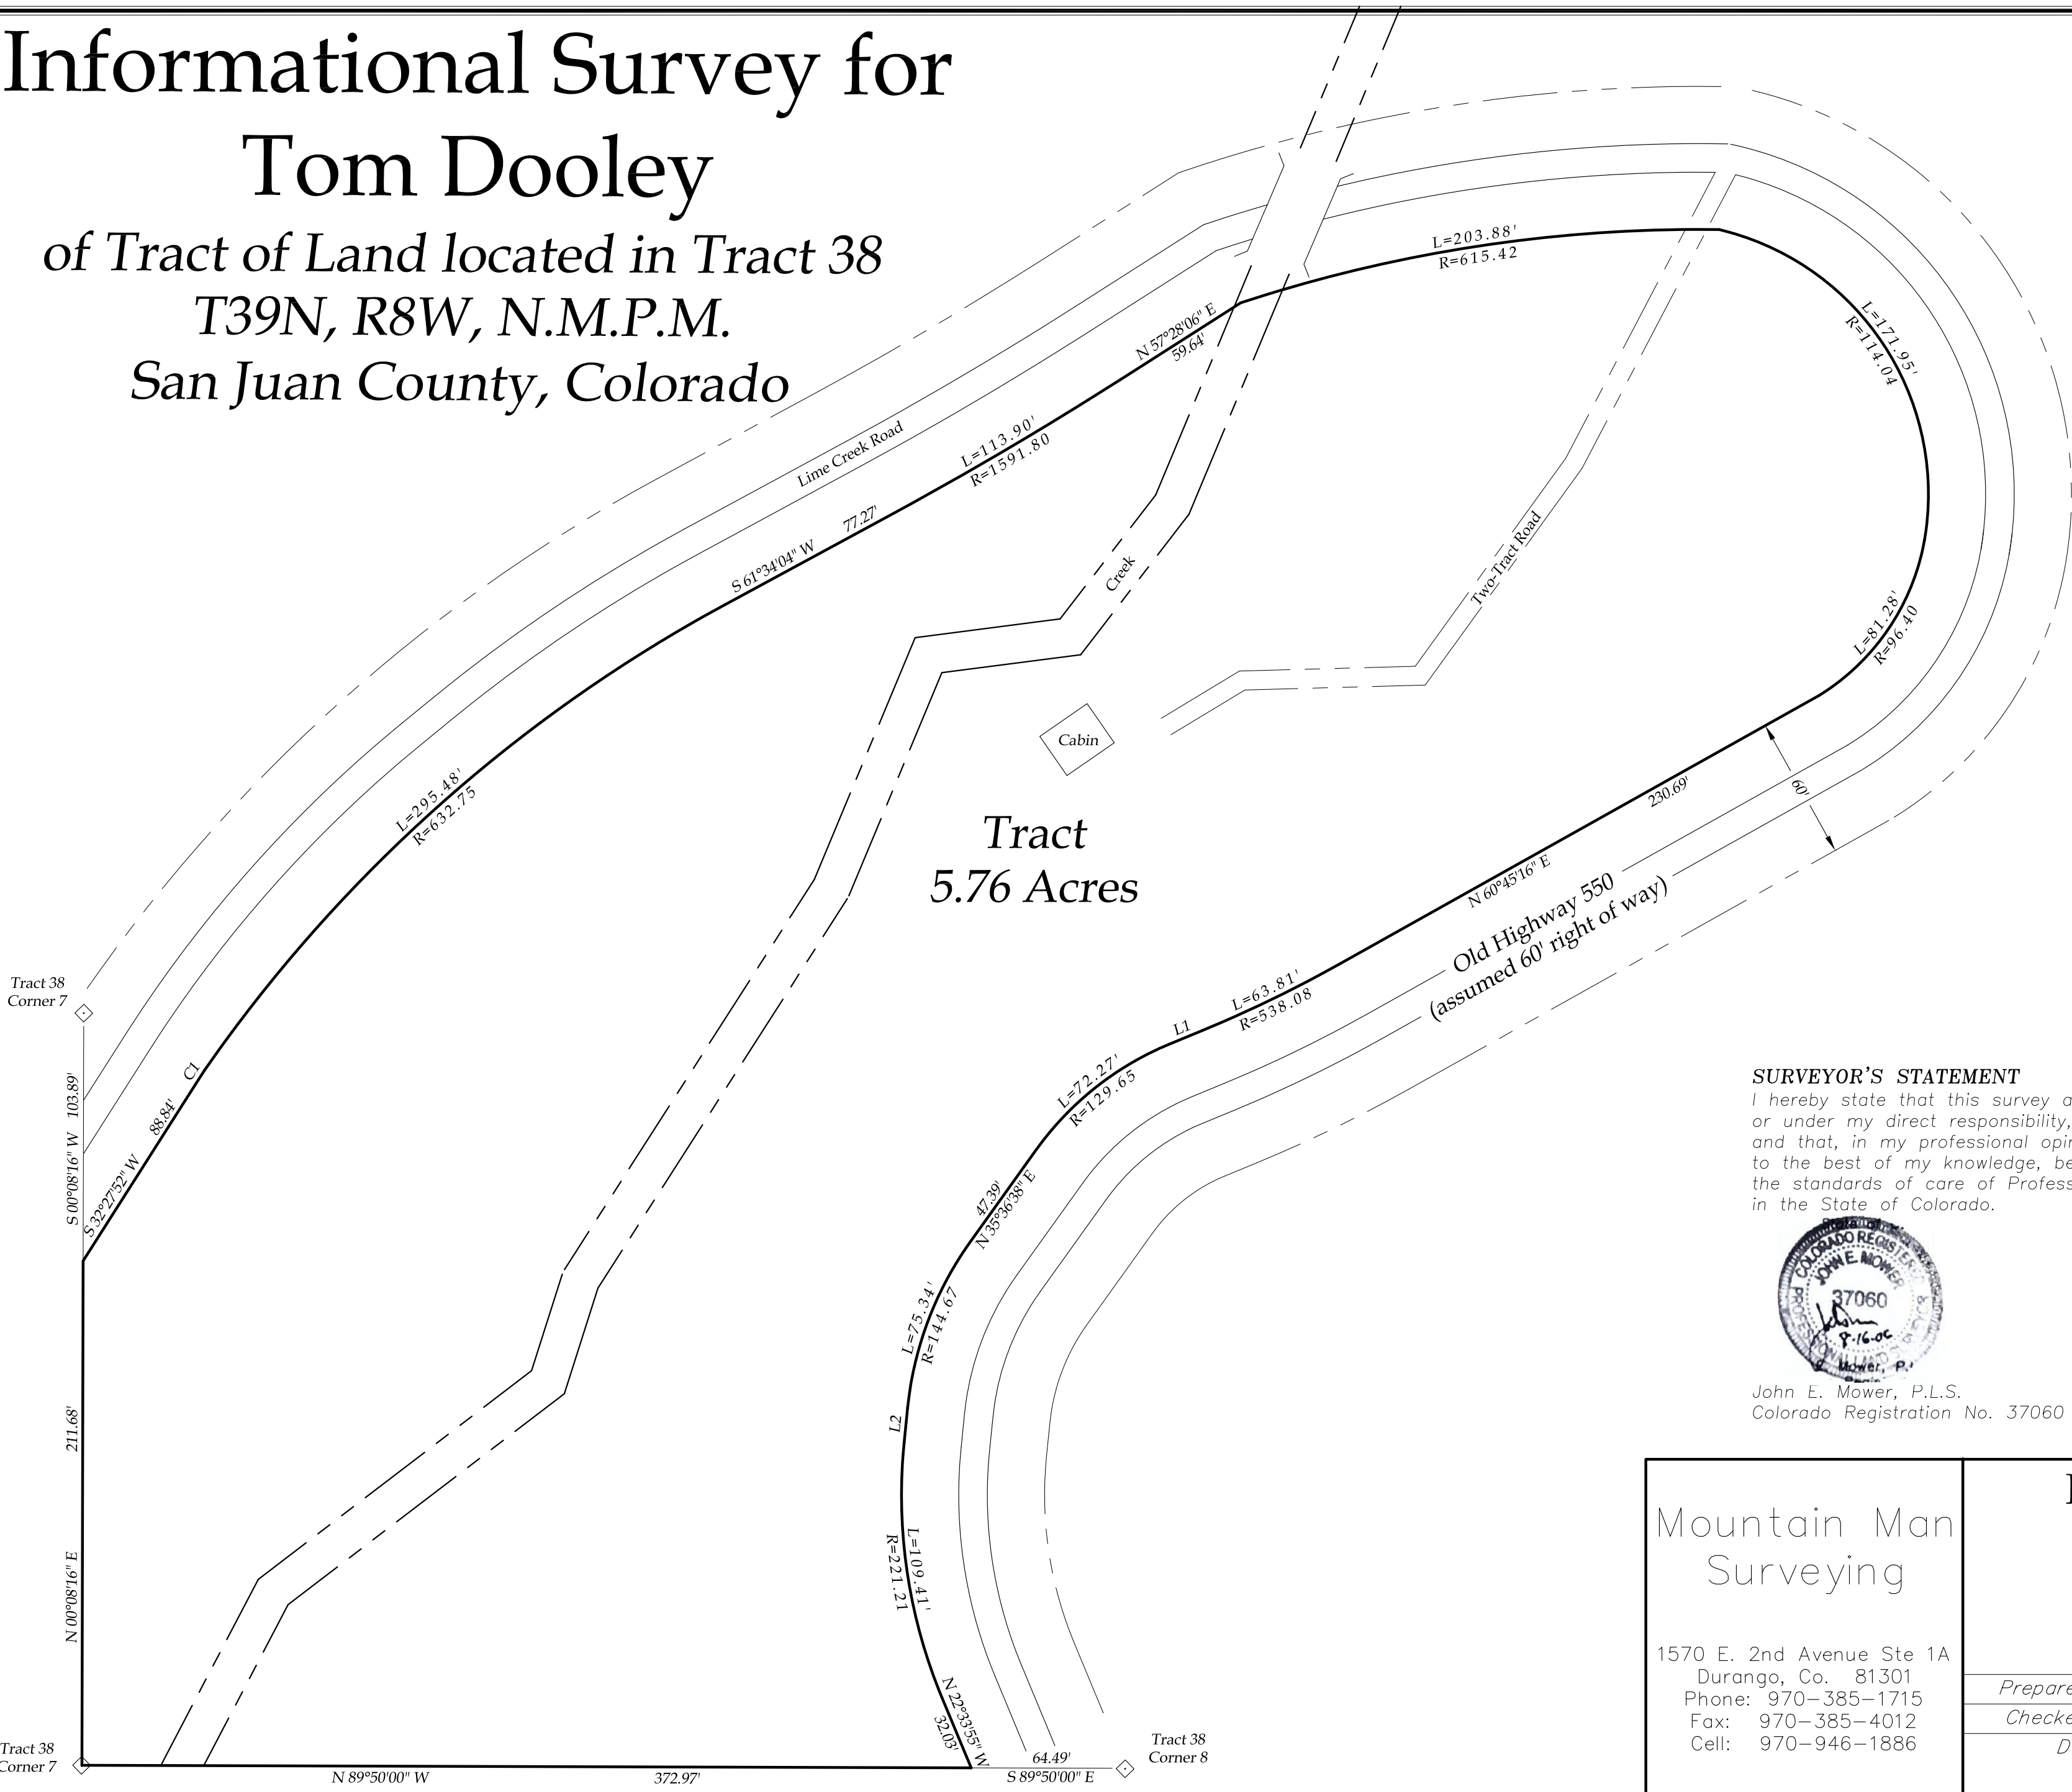 Informational Survey for
Tom Dooley
of Tract of Land located in Tract 38
T39N, R8W, N.M.P.M.
San Juan County, Colorado
L=203.88'
R=615.42
N 57°28'06" E
59.64'
L=171.95'
R=114.04
L=113.90'
R=1591.80
Lime Creek Road
77.27'
S 61°34'04" W
Creek
Two-Tract Road
L=81.28'
R=96.40
Cabin
L=295.48'
R=632.75
60'
230.69'
Tract
5.76 Acres
N 60°45'16" E
Old Highway 550
(assumed 60' right of way)
Tract 38
Corner 7
L=63.81'
R=538.08
L1
L=72.27'
R=129.65
C1
88.84'
S 32°27'52" W
S 00°08'16" W 103.89'
47.39'
N 35°36'38" E
L=75.34'
R=144.67
L2
211.68'
N 00°08'16" E
L=109.41'
R=221.21
N 22°33'55" W
32.03'
Tract 38
Corner 7
N 89°50'00" W 372.97'
64.49'
S 89°50'00" E
Tract 38
Corner 8
SURVEYOR'S STATEMENT
I hereby state that this survey a
or under my direct responsibility,
and that, in my professional opi
to the best of my knowledge, be
the standards of care of Profess
in the State of Colorado.
COLORADO REGISTER
JOHN E. MOWER
37060
John E. Mower, P.L.S.
Colorado Registration No. 37060
Mountain Man
Surveying
1570 E. 2nd Avenue Ste 1A
Durango, Co. 81301
Phone: 970-385-1715
Fax: 970-385-4012
Cell: 970-946-1886
Prepare
Checke
D